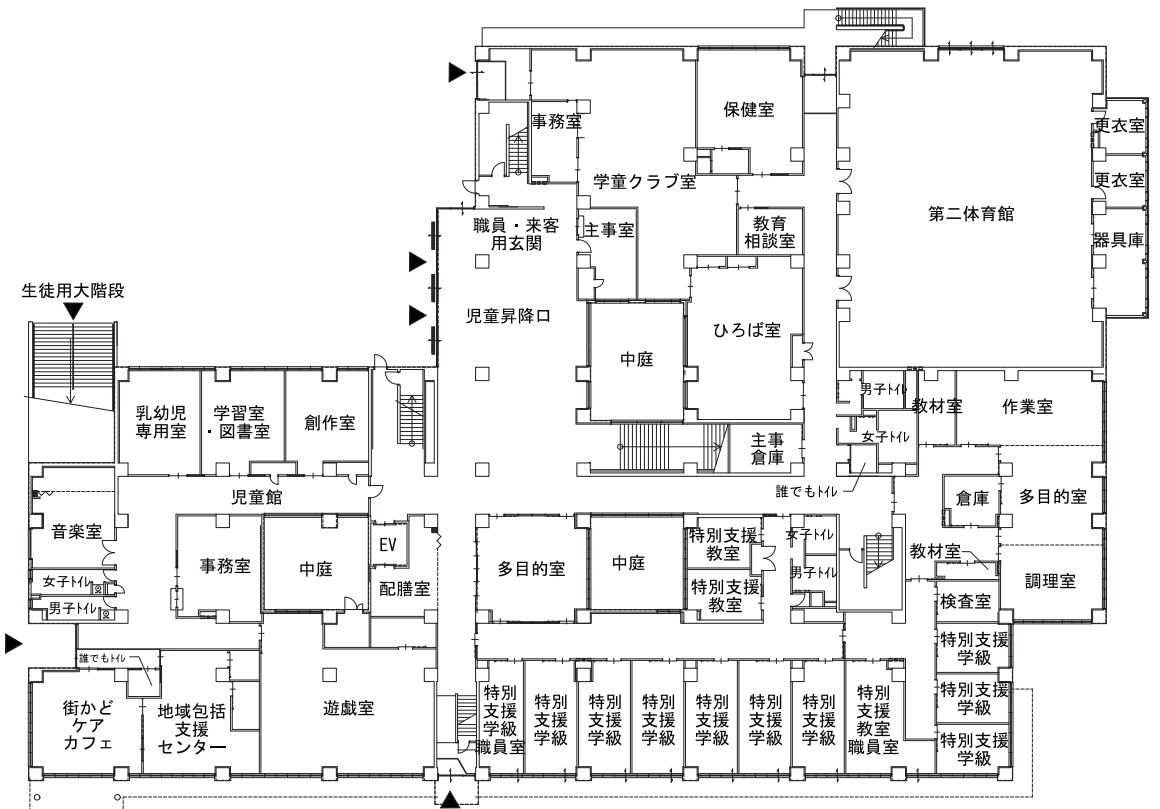 保健室
事務室
更衣室
学童クラブ室
更衣室
第二体育館
職員・来客
用玄関
主事室
教育
相談室
器具庫
生徒用大階段
児童昇降口
ひろば室
中庭
乳幼児
専用室
学習室
・図書室
創作室
男子トイレ
教材室
作業室
女子トイレ
主事
倉庫
誰でもトイレ
児童館
倉庫
多目的室
音楽室
事務室
中庭
EV
配膳室
多目的室
中庭
特別支援
教室
女子トイレ
特別支援
教室
男子トイレ
教材室
調理室
検査室
女子トイレ
男子トイレ
特別支援
学級
誰でもトイレ
街かど
ケア
カフェ
地域包括
支援
センター
遊戯室
特別
支援
学級
職員室
特別
支援
学級
特別
支援
学級
特別
支援
学級
特別
支援
学級
特別
支援
学級
特別
支援
学級
特別
支援
教室
職員室
特別支援
学級
特別支援
学級